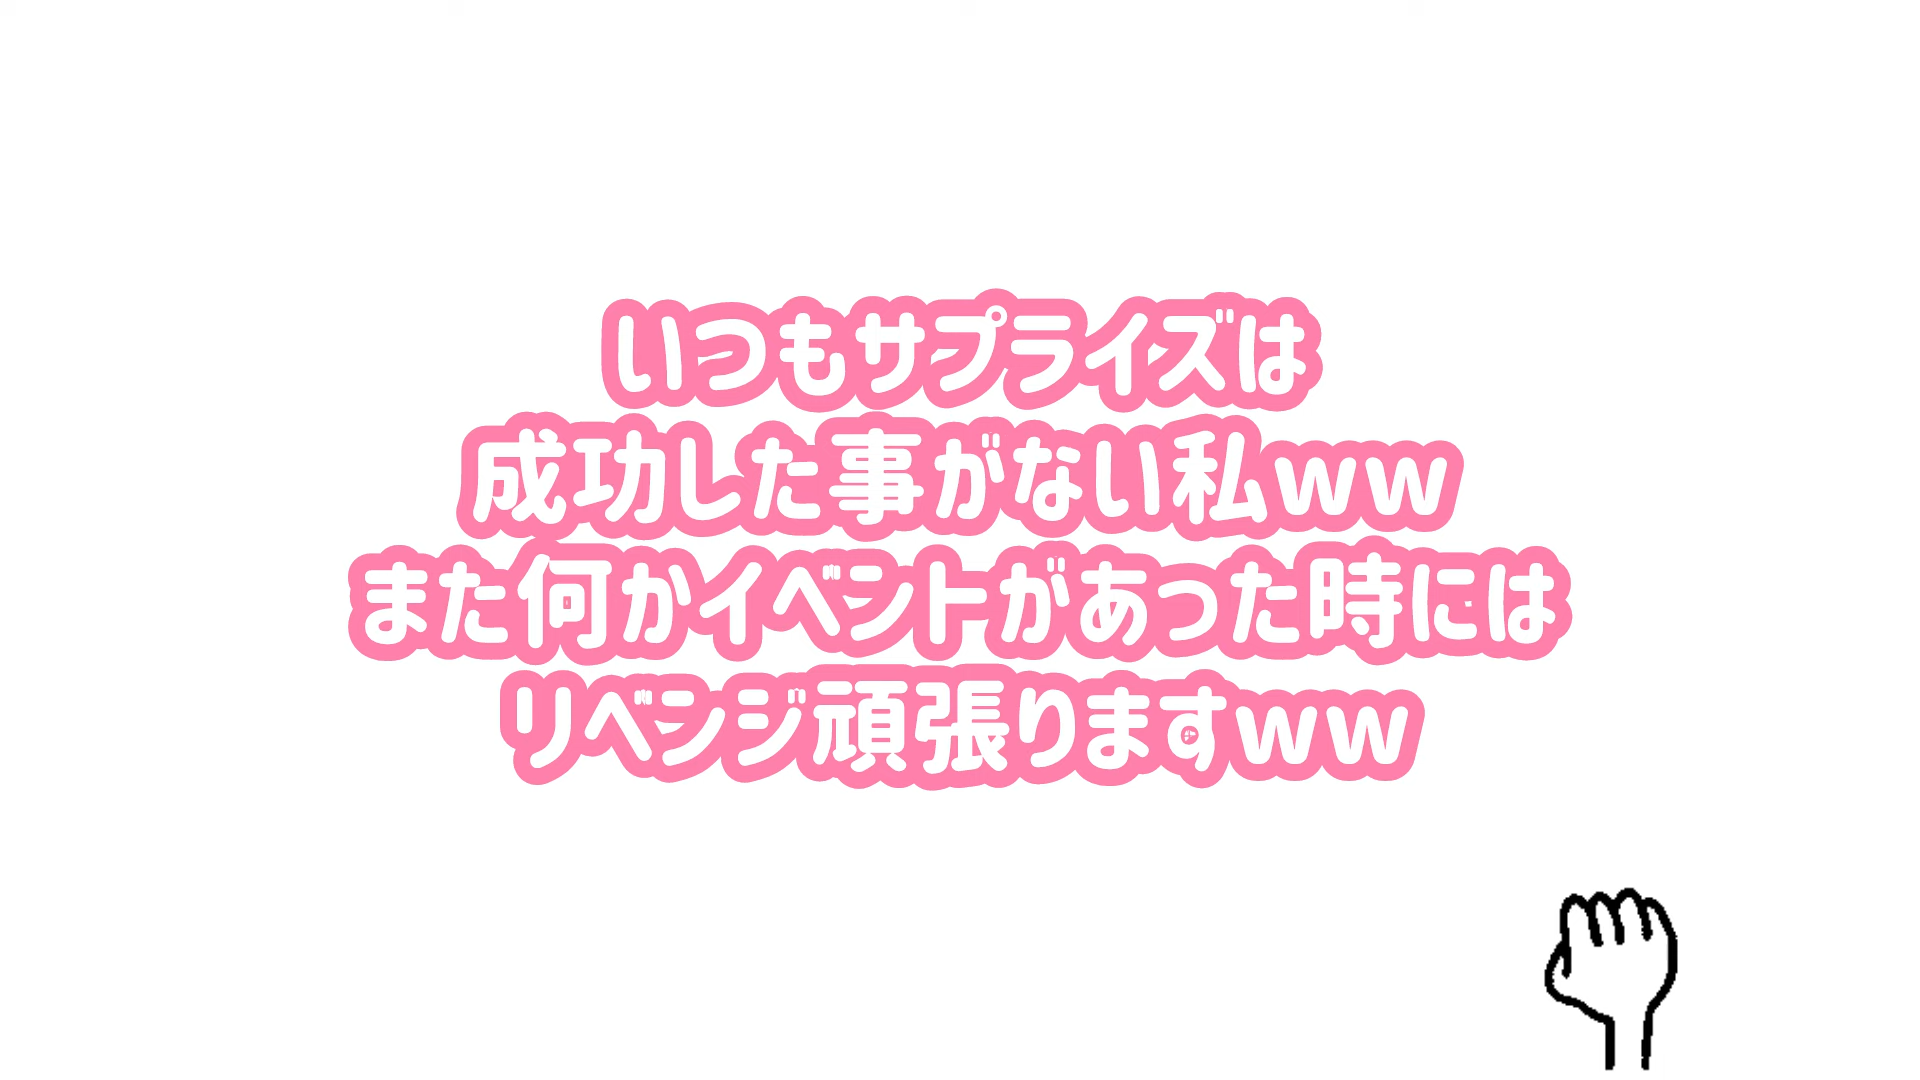 いつもサプライズは
成功した事がない私ww
また何かイベントがあった時には
リベンジ頑張りますww